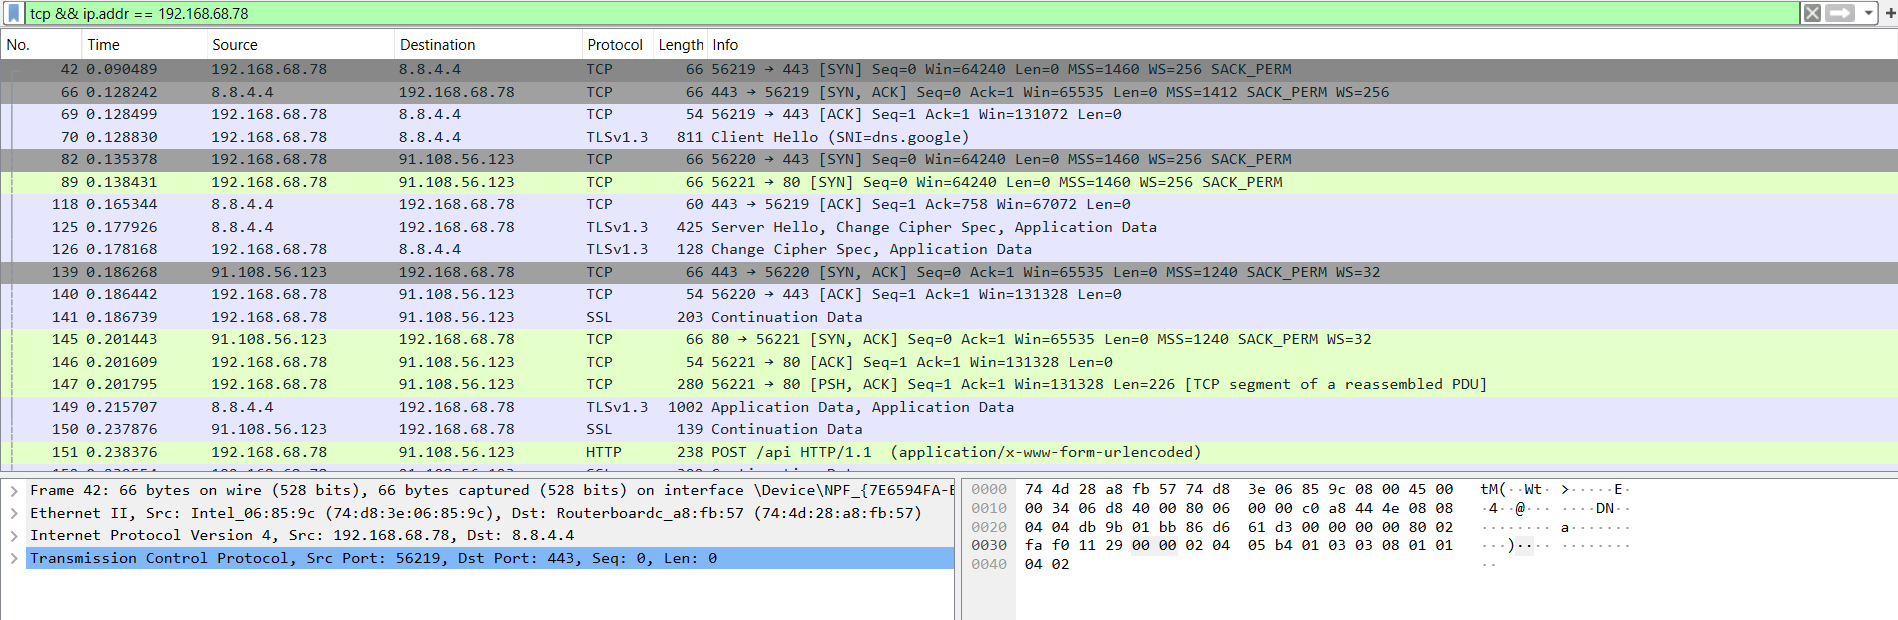 tcp && ip.addr == 192.168.68.78
No. Time Source Destination Protocol Length Info
42 0.090489 192.168.68.78 8.8.4.4 TCP 66 56219 → 443 [SYN] Seq=0 Win=64240 Len=0 MSS=1460 WS=256 SACK_PERM
66 0.128242 8.8.4.4 192.168.68.78 TCP 66 443 → 56219 [SYN, ACK] Seq=0 Ack=1 Win=65535 Len=0 MSS=1412 SACK_PERM WS=256
69 0.128499 192.168.68.78 8.8.4.4 TCP 54 56219 → 443 [ACK] Seq=1 Ack=1 Win=131072 Len=0
70 0.128830 192.168.68.78 8.8.4.4 TLSv1.3 811 Client Hello (SNI=dns.google)
82 0.135378 192.168.68.78 91.108.56.123 TCP 66 56220 → 443 [SYN] Seq=0 Win=64240 Len=0 MSS=1460 WS=256 SACK_PERM
89 0.138431 192.168.68.78 91.108.56.123 TCP 66 56221 → 80 [SYN] Seq=0 Win=64240 Len=0 MSS=1460 WS=256 SACK_PERM
118 0.165344 8.8.4.4 192.168.68.78 TCP 60 443 → 56219 [ACK] Seq=1 Ack=758 Win=67072 Len=0
125 0.177926 8.8.4.4 192.168.68.78 TLSv1.3 425 Server Hello, Change Cipher Spec, Application Data
126 0.178168 192.168.68.78 8.8.4.4 TLSv1.3 128 Change Cipher Spec, Application Data
139 0.186268 91.108.56.123 192.168.68.78 TCP 66 443 → 56220 [SYN, ACK] Seq=0 Ack=1 Win=65535 Len=0 MSS=1240 SACK_PERM WS=32
140 0.186442 192.168.68.78 91.108.56.123 TCP 54 56220 → 443 [ACK] Seq=1 Ack=1 Win=131328 Len=0
141 0.186739 192.168.68.78 91.108.56.123 SSL 203 Continuation Data
145 0.201443 91.108.56.123 192.168.68.78 TCP 66 80 → 56221 [SYN, ACK] Seq=0 Ack=1 Win=65535 Len=0 MSS=1240 SACK_PERM WS=32
146 0.201609 192.168.68.78 91.108.56.123 TCP 54 56221 → 80 [ACK] Seq=1 Ack=1 Win=131328 Len=0
147 0.201795 192.168.68.78 91.108.56.123 TCP 280 56221 → 80 [PSH, ACK] Seq=1 Ack=1 Win=131328 Len=226 [TCP segment of a reassembled PDU]
149 0.215707 8.8.4.4 192.168.68.78 TLSv1.3 1002 Application Data, Application Data
150 0.237876 91.108.56.123 192.168.68.78 SSL 139 Continuation Data
151 0.238376 192.168.68.78 91.108.56.123 HTTP 238 POST /api HTTP/1.1 (application/x-www-form-urlencoded)
Frame 42: 66 bytes on wire (528 bits), 66 bytes captured (528 bits) on interface \Device\NPF_{7E6594FA-E
Ethernet II, Src: Intel_06:85:9c (74:d8:3e:06:85:9c), Dst: Routerboardc_a8:fb:57 (74:4d:28:a8:fb:57)
Internet Protocol Version 4, Src: 192.168.68.78, Dst: 8.8.4.4
Transmission Control Protocol, Src Port: 56219, Dst Port: 443, Seq: 0, Len: 0
0000 74 4d 28 a8 fb 57 74 d8 3e 06 85 9c 08 00 45 00 tM(··Wt· >·····E·
0010 00 34 06 d8 40 00 80 06 00 00 c0 a8 44 4e 08 08 ·4··@··· ····DN··
0020 04 04 db 9b 01 bb 86 d6 61 d3 00 00 00 00 80 02 ········ a·······
0030 fa f0 11 29 00 00 02 04 05 b4 01 03 03 08 01 01 ···)···· ········
0040 04 02 ··